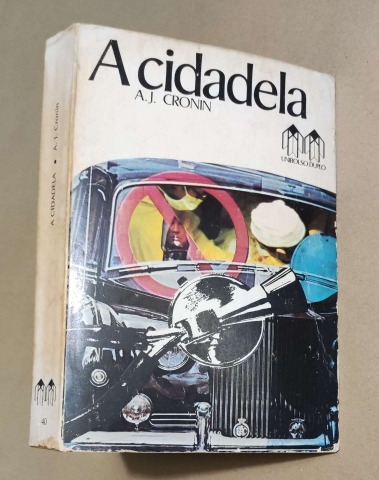 A cidadela
A. J. CRONIN
UNIBOLSO DUPLO
A CIDADELA • A. J. Cronin
40